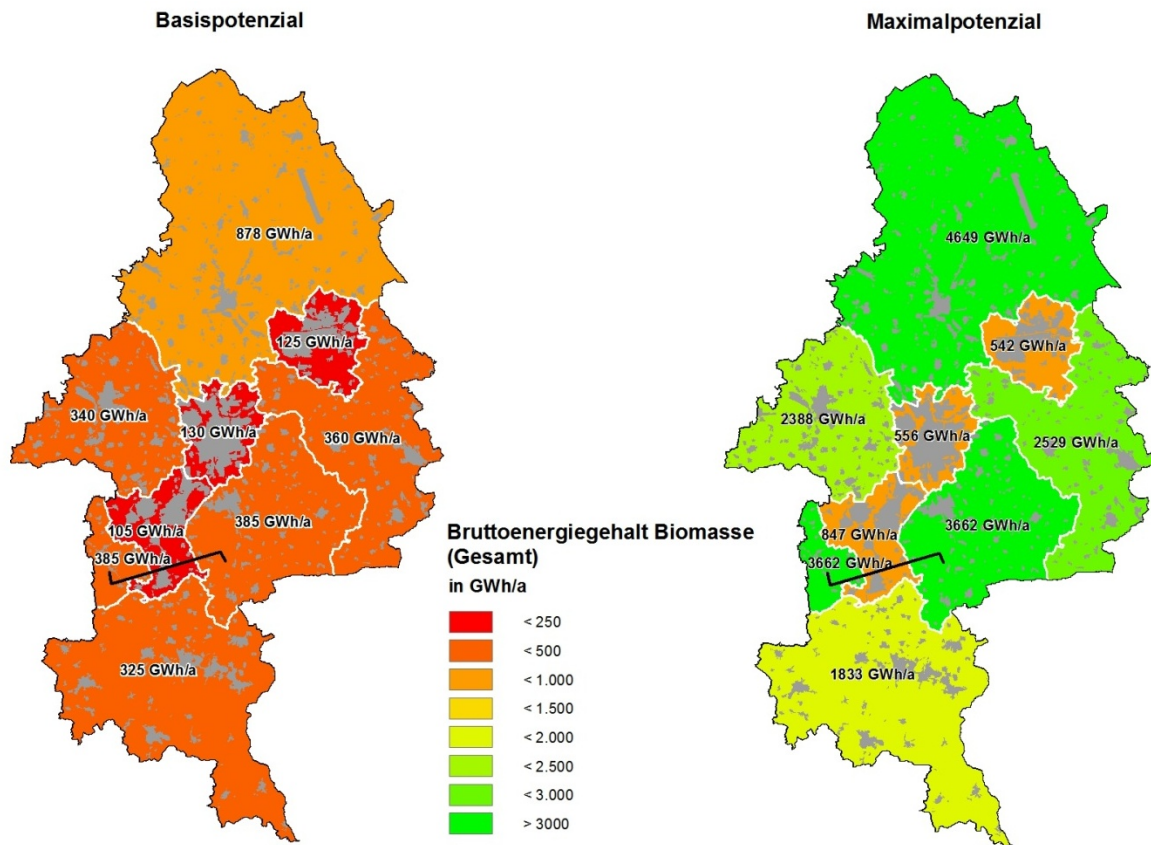 Basispotenzial
878 GWh/a
125 GWh/a
340 GWh/a
130 GWh/a
360 GWh/a
105 GWh/a
385 GWh/a
385 GWh/a
325 GWh/a
Bruttoenergiegehalt Biomasse
(Gesamt)
in GWh/a
< 250
< 500
< 1.000
< 1.500
< 2.000
< 2.500
< 3.000
> 3000
Maximalpotenzial
4649 GWh/a
542 GWh/a
2388 GWh/a
556 GWh/a
2529 GWh/a
847 GWh/a
3662 GWh/a
3662 GWh/a
1833 GWh/a